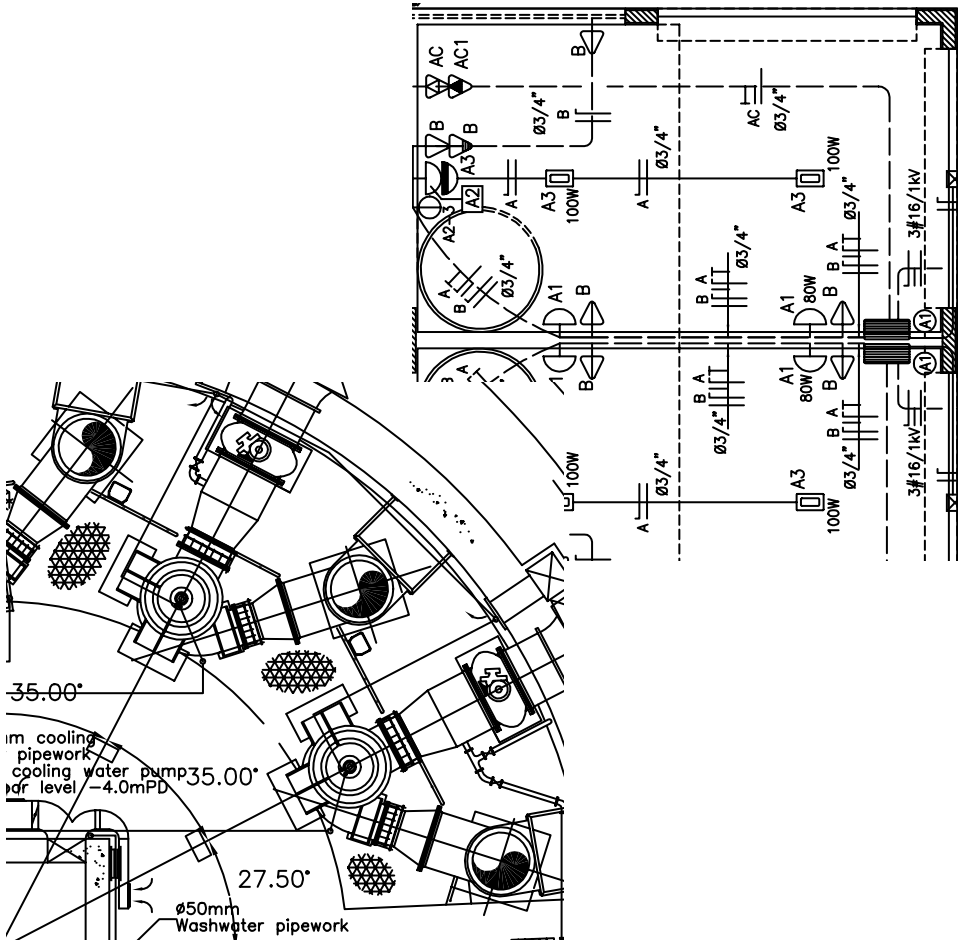 AC
AC1
B
B
B
Ø3/4"
B
AC
Ø3/4"
B
A3
A
A3
100W
A
Ø3/4"
A3
100W
A2
A2-3
A
B
Ø3/4"
A1
B
B
A
Ø3/4"
A1
80W
B
B
A
Ø3/4"
3#16/1kV
A1
B
A
B
B
A
Ø3/4"
A1
80W
B
B
A
Ø3/4"
3#16/1kV
A1
100W
A
Ø3/4"
A3
100W
35.00°
cooling
pipework
cooling water pump
level -4.0mPD
35.00°
27.50°
ø50mm
Washwater pipework